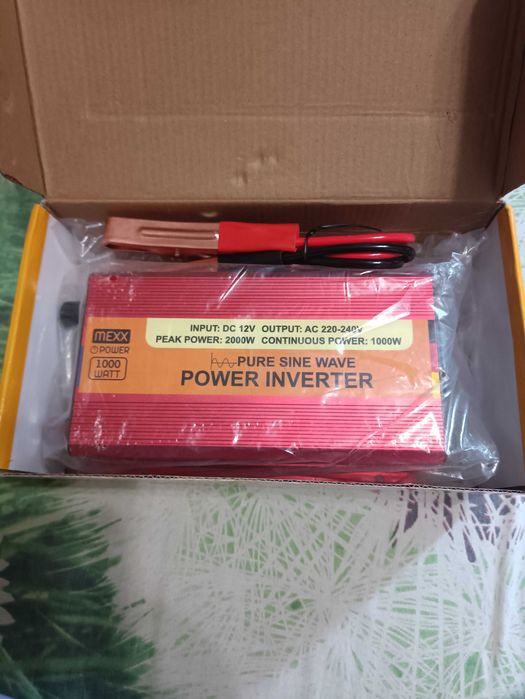 MEXX
POWER
1000
WATT
INPUT: DC 12V OUTPUT: AC 220-240V
PEAK POWER: 2000W CONTINUOUS POWER: 1000W
PURE SINE WAVE
POWER INVERTER